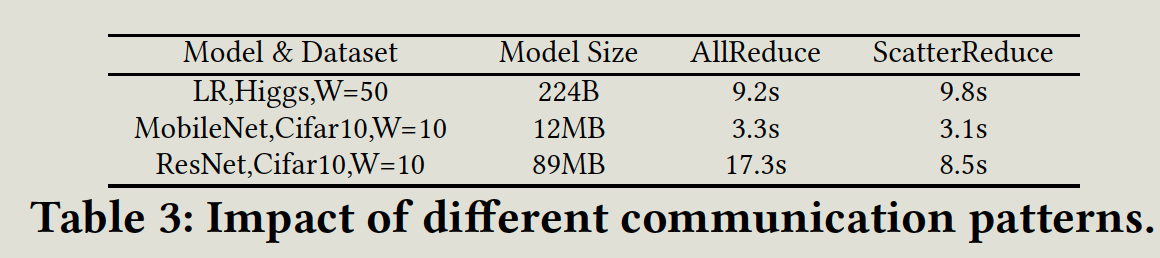 Model & Dataset Model Size AllReduce ScatterReduce
LR,Higgs,W=50 224B 9.2s 9.8s
MobileNet,Cifar10,W=10 12MB 3.3s 3.1s
ResNet,Cifar10,W=10 89MB 17.3s 8.5s
Table 3: Impact of different communication patterns.